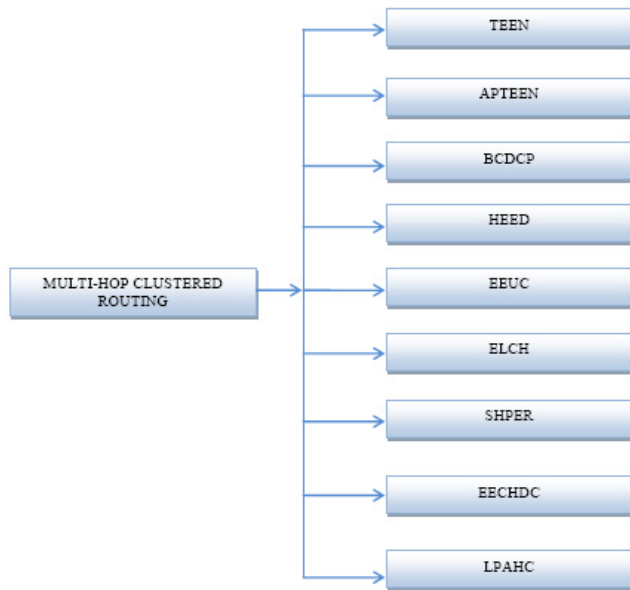 TEEN
APTEEN
BCDCP
HEED
MULTI-HOP CLUSTERED
ROUTING
EEUC
ELCH
SHPER
EECHDC
LPAHC